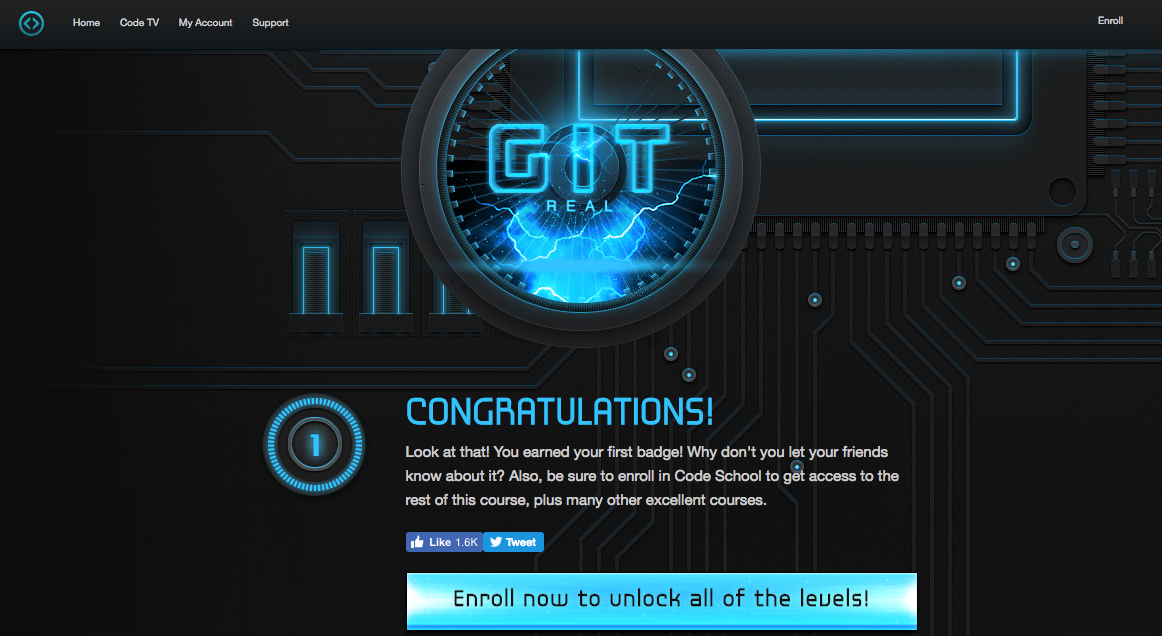 Home Code TV My Account Support Enroll
GIT
REAL
1
CONGRATULATIONS!
Look at that! You earned your first badge! Why don't you let your friends
know about it? Also, be sure to enroll in Code School to get access to the
rest of this course, plus many other excellent courses.
Like 1.6K Tweet
Enroll now to unlock all of the levels!